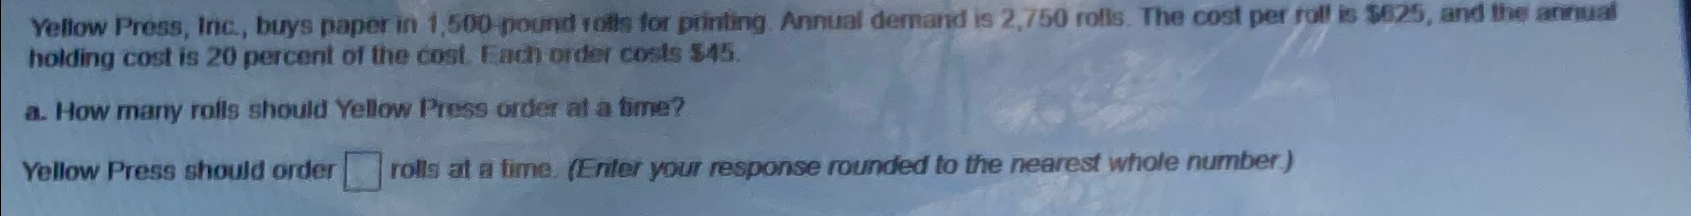 Yellow Press, Inc., buys paper in 1,500-pound rolls for printing. Annual demand is 2,750 rolls. The cost per roll is $625, and the annual
holding cost is 20 percent of the cost. Each order costs $45.
a. How many rolls should Yellow Press order at a time?
Yellow Press should order rolls at a time. (Enter your response rounded to the nearest whole number.)